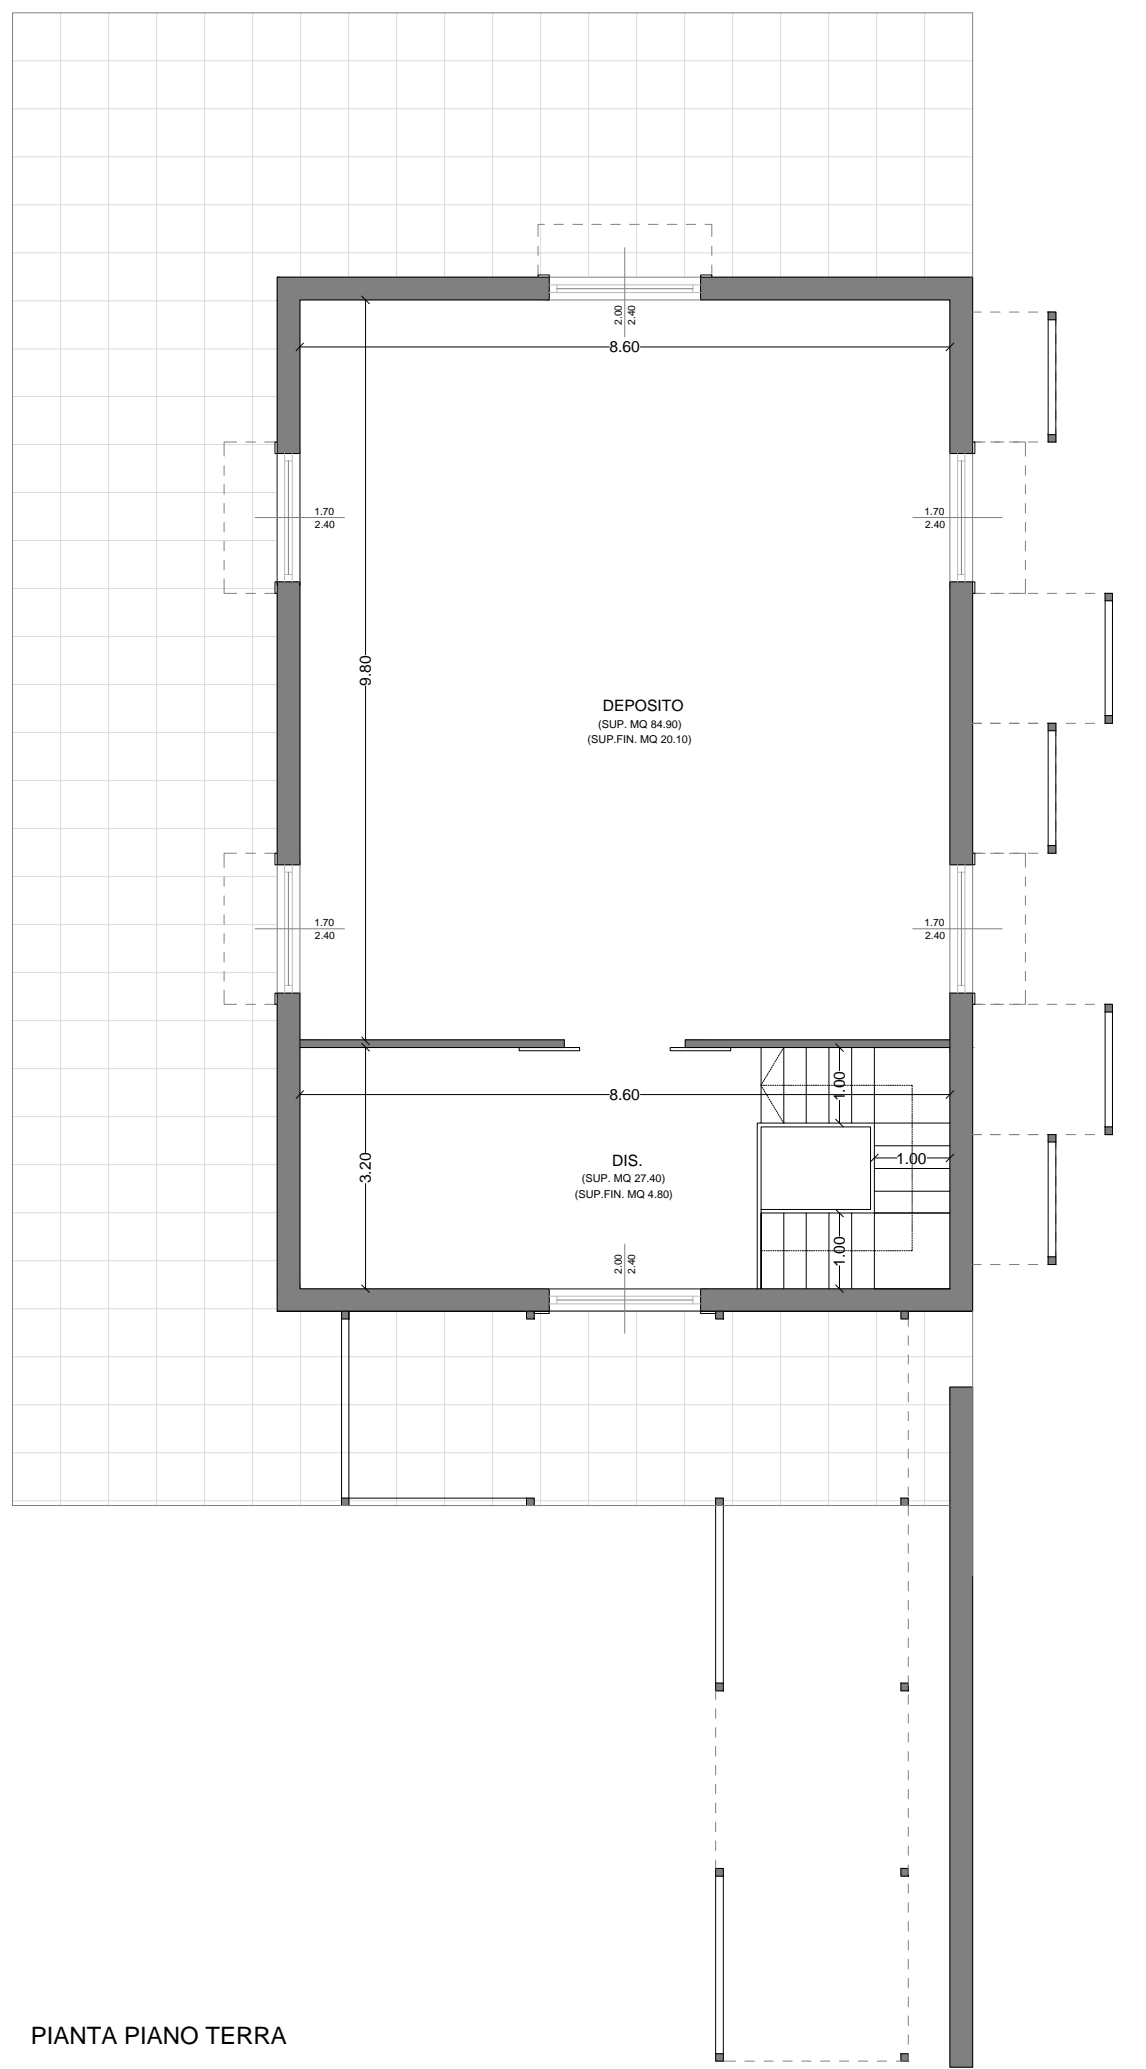 2.00
2.40
8.60
1.70
2.40
1.70
2.40
9.80
DEPOSITO
(SUP. MQ 84.90)
(SUP.FIN. MQ 20.10)
1.70
2.40
1.70
2.40
1.00
8.60
3.20
DIS.
(SUP. MQ 27.40)
(SUP.FIN. MQ 4.80)
1.00
1.00
2.00
2.40
PIANTA PIANO TERRA